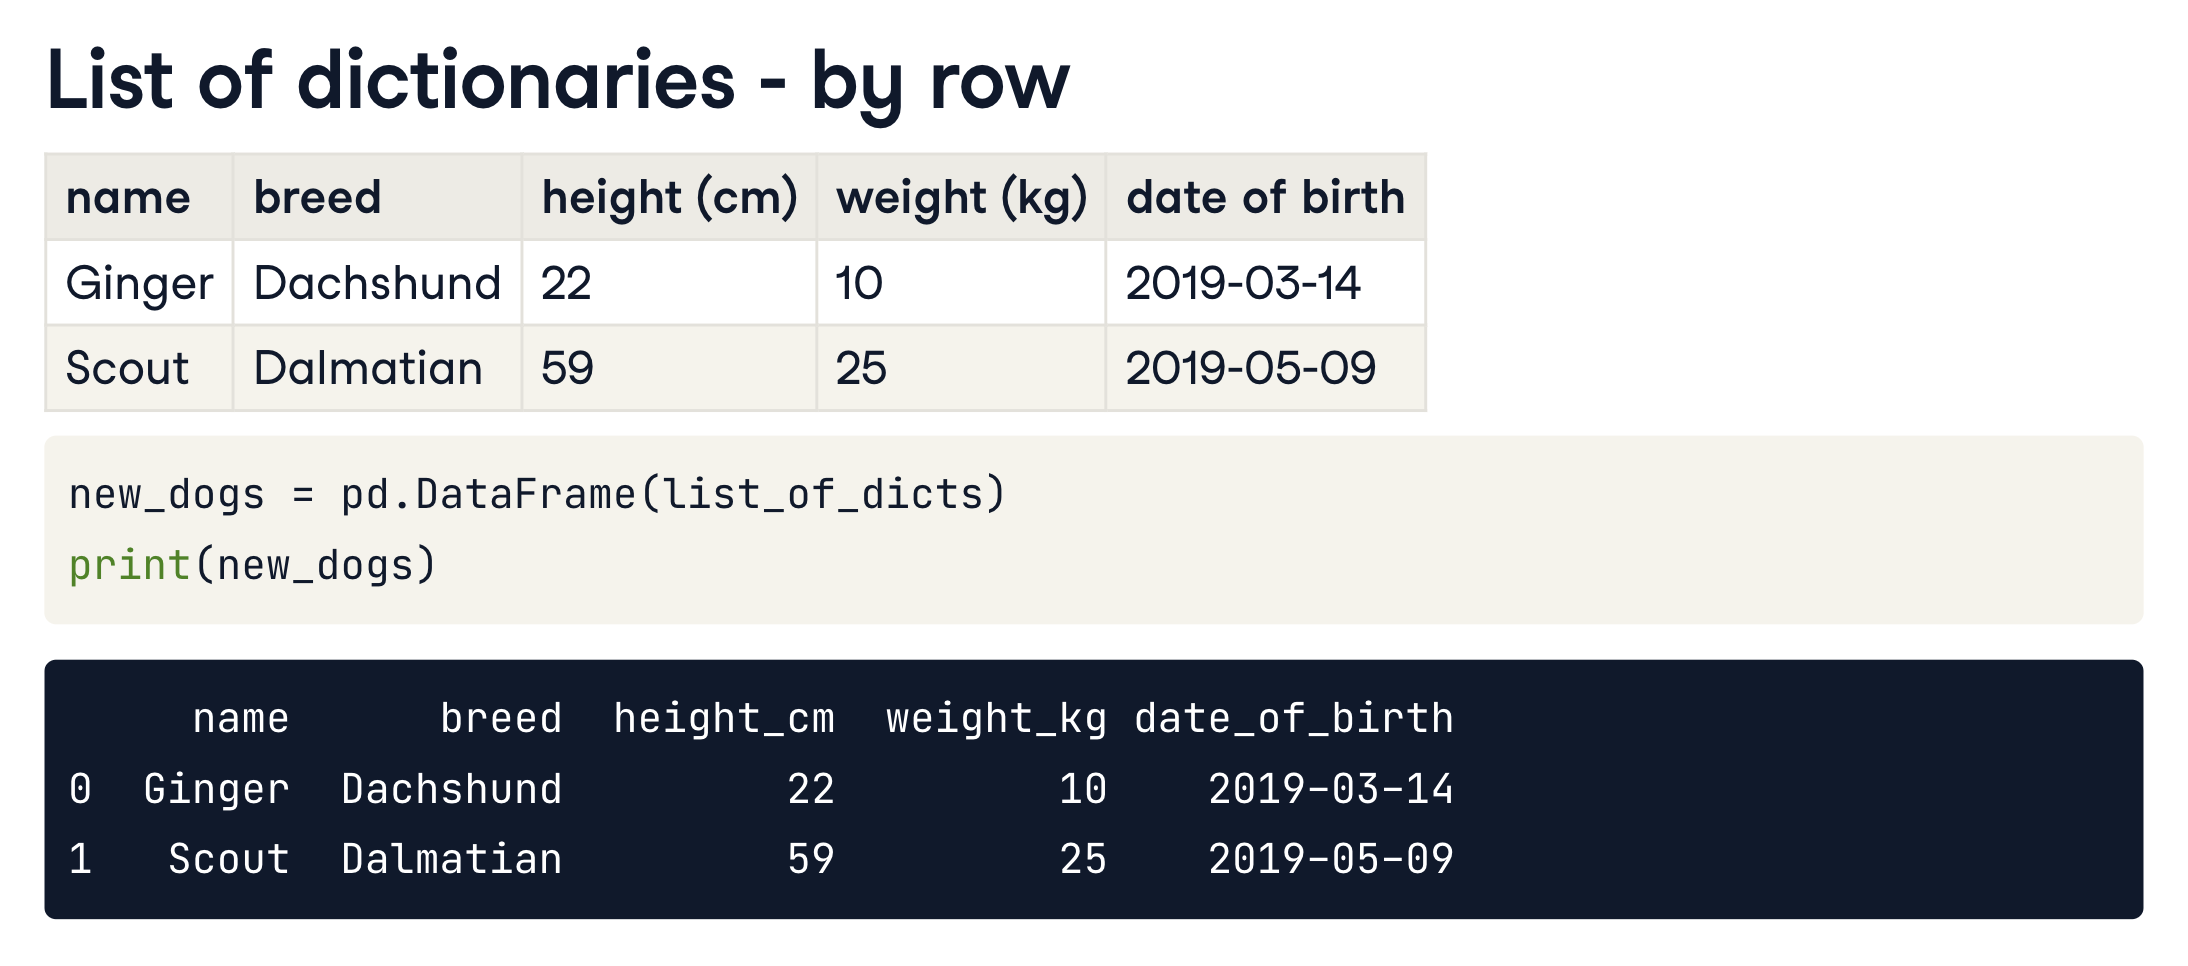 List of dictionaries - by row
name breed height (cm) weight (kg) date of birth
Ginger Dachshund 22 10 2019-03-14
Scout Dalmatian 59 25 2019-05-09
new_dogs = pd.DataFrame(list_of_dicts)
print(new_dogs)
name breed height_cm weight_kg date_of_birth
0 Ginger Dachshund 22 10 2019-03-14
1 Scout Dalmatian 59 25 2019-05-09